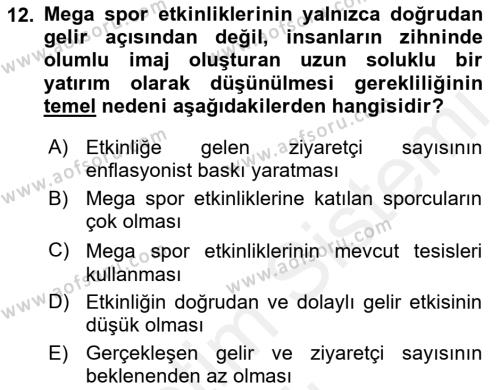 12. Mega spor etkinliklerinin yalnızca doğrudan
gelir açısından değil, insanların zihninde
olumlu imaj oluşturan uzun soluklu bir
yatırım olarak düşünülmesi gerekliliğinin
temel nedeni aşağıdakilerden hangisidir?
A) Etkinliğe gelen ziyaretçi sayısının
enflasyonist baskı yaratması
B) Mega spor etkinliklerine katılan sporcuların
çok olması
C) Mega spor etkinliklerinin mevcut tesisleri
kullanması
D) Etkinliğin doğrudan ve dolaylı gelir etkisinin
düşük olması
E) Gerçekleşen gelir ve ziyaretçi sayısının
beklenenden az olması
www.aofsoru.com